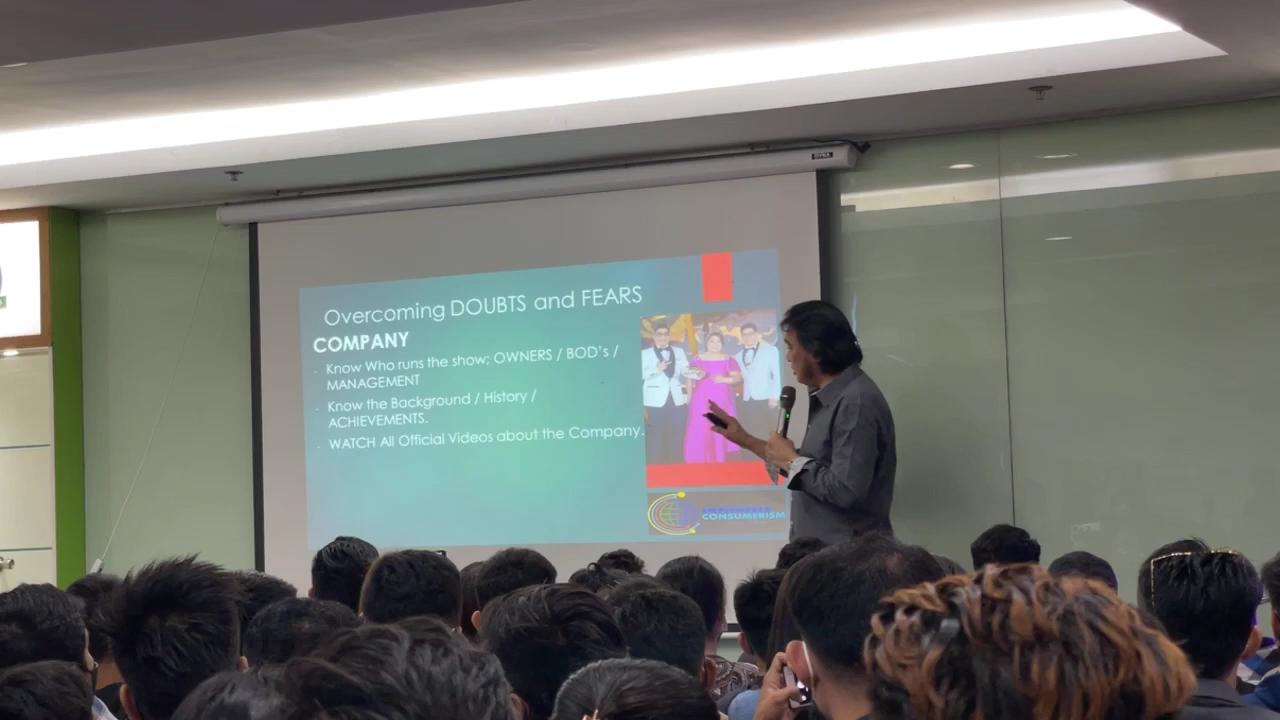 Overcoming DOUBTS and FEARS
COMPANY
- Know Who runs the show; OWNERS / BOD's /
MANAGEMENT
- Know the Background / History /
ACHIEVEMENTS.
- WATCH All Official Videos about the Company.
CONSUMERISM